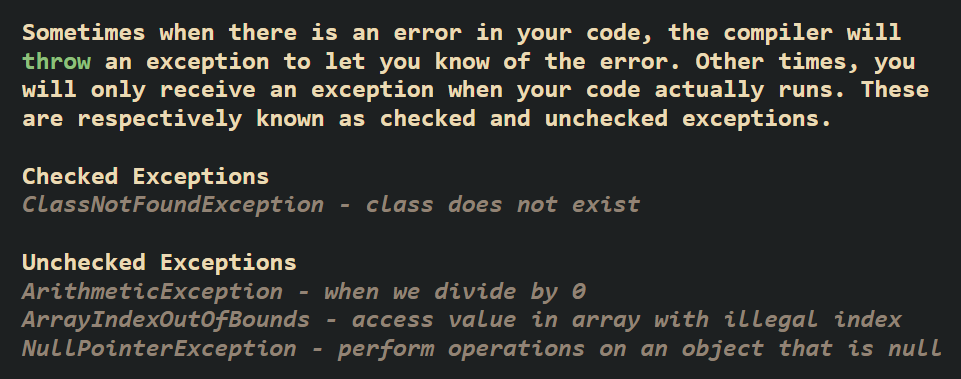 Sometimes when there is an error in your code, the compiler will
throw an exception to let you know of the error. Other times, you
will only receive an exception when your code actually runs. These
are respectively known as checked and unchecked exceptions.
Checked Exceptions
ClassNotFoundException - class does not exist
Unchecked Exceptions
ArithmeticException - when we divide by 0
ArrayIndexOutOfBounds - access value in array with illegal index
NullPointerException - perform operations on an object that is null